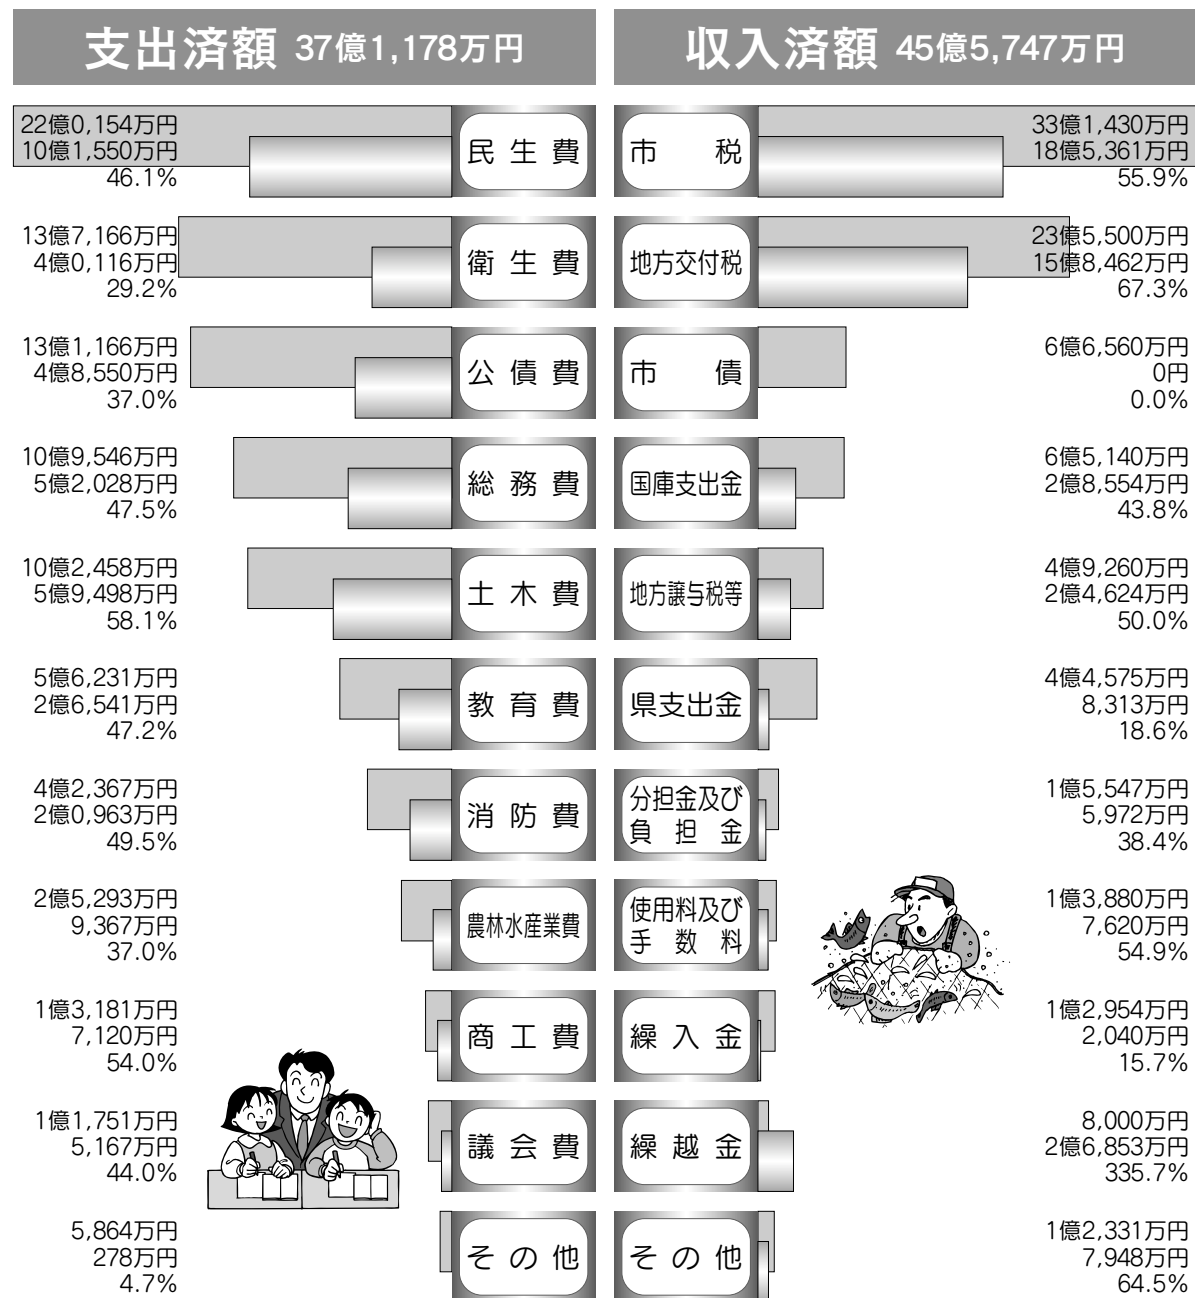 支出済額 37億1,178万円
22億0,154万円
10億1,550万円
46.1%
民生費
13億7,166万円
4億0,116万円
29.2%
衛生費
13億1,166万円
4億8,550万円
37.0%
公債費
10億9,546万円
5億2,028万円
47.5%
総務費
10億2,458万円
5億9,498万円
58.1%
土木費
5億6,231万円
2億6,541万円
47.2%
教育費
4億2,367万円
2億0,963万円
49.5%
消防費
2億5,293万円
9,367万円
37.0%
農林水産業費
1億3,181万円
7,120万円
54.0%
商工費
1億1,751万円
5,167万円
44.0%
議会費
5,864万円
278万円
4.7%
その他
収入済額 45億5,747万円
市税
33億1,430万円
18億5,361万円
55.9%
地方交付税
23億5,500万円
15億8,462万円
67.3%
市債
6億6,560万円
0円
0.0%
国庫支出金
6億5,140万円
2億8,554万円
43.8%
地方譲与税等
4億9,260万円
2億4,624万円
50.0%
県支出金
4億4,575万円
8,313万円
18.6%
分担金及び
負担金
1億5,547万円
5,972万円
38.4%
使用料及び
手数料
1億3,880万円
7,620万円
54.9%
繰入金
1億2,954万円
2,040万円
15.7%
繰越金
8,000万円
2億6,853万円
335.7%
その他
1億2,331万円
7,948万円
64.5%